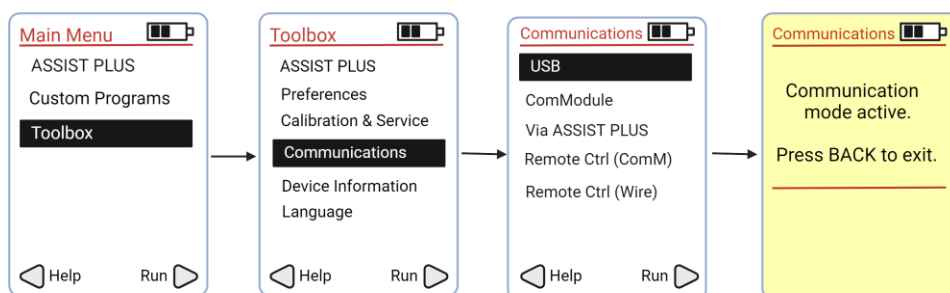 Main Menu
ASSIST PLUS
Custom Programs
Toolbox
Help
Run
Toolbox
ASSIST PLUS
Preferences
Calibration & Service
Communications
Device Information
Language
Help
Run
Communications
USB
ComModule
Via ASSIST PLUS
Remote Ctrl (ComM)
Remote Ctrl (Wire)
Help
Run
Communications
Communication
mode active.
Press BACK to exit.